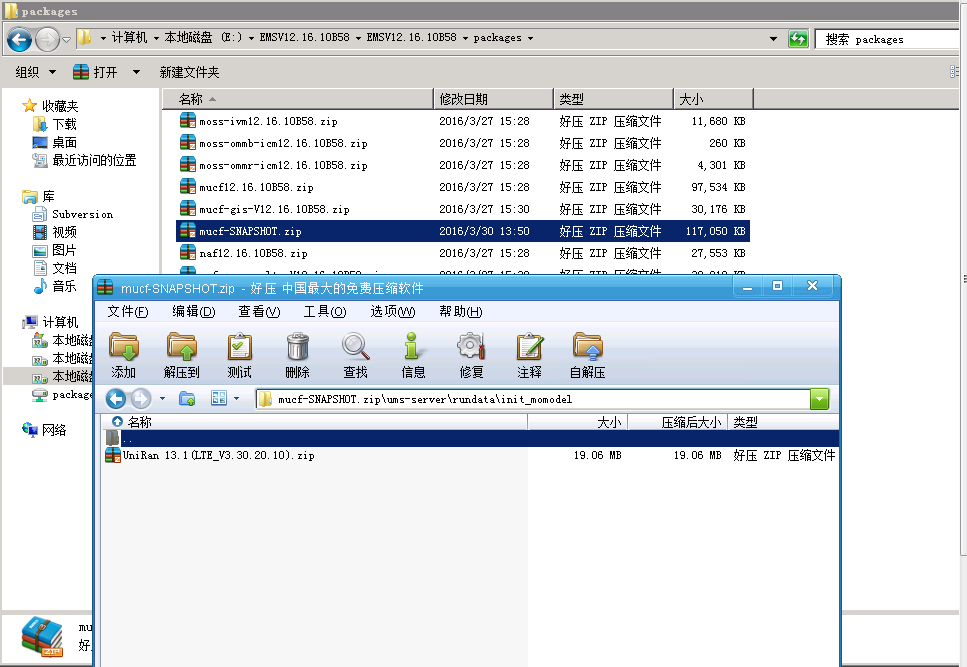 packages
计算机 本地磁盘 (E:) EMSV12.16.10B58 EMSV12.16.10B58 packages
搜索 packages
组织 打开 新建文件夹
收藏夹
下载
桌面
最近访问的位置
库
Subversion
视频
图片
文档
音乐
计算机
本地磁盘
本地磁盘
本地磁盘
package
网络
名称 修改日期 类型 大小
moss-ivm12.16.10B58.zip 2016/3/27 15:28 好压 ZIP 压缩文件 11,680 KB
moss-ommb-icm12.16.10B58.zip 2016/3/27 15:28 好压 ZIP 压缩文件 260 KB
moss-ommr-icm12.16.10B58.zip 2016/3/27 15:28 好压 ZIP 压缩文件 4,301 KB
mucf12.16.10B58.zip 2016/3/27 15:28 好压 ZIP 压缩文件 97,534 KB
mucf-gis-V12.16.10B58.zip 2016/3/27 15:30 好压 ZIP 压缩文件 30,176 KB
mucf-SNAPSHOT.zip 2016/3/30 13:50 好压 ZIP 压缩文件 117,050 KB
naf12.16.10B58.zip 2016/3/27 15:28 好压 ZIP 压缩文件 27,553 KB
mucf-SNAPSHOT.zip - 好压 中国最大的免费压缩软件
文件(F) 编辑(D) 查看(V) 工具(O) 选项(W) 帮助(H)
添加 解压到 测试 删除 查找 信息 修复 注释 自解压
mucf-SNAPSHOT.zip\ums-server\rundata\init_momodel
名称 大小 压缩后大小 类型
..
UniRan 13.1(LTE_V3.30.20.10).zip 19.06 MB 19.06 MB 好压 ZIP 压缩文件
mu
好